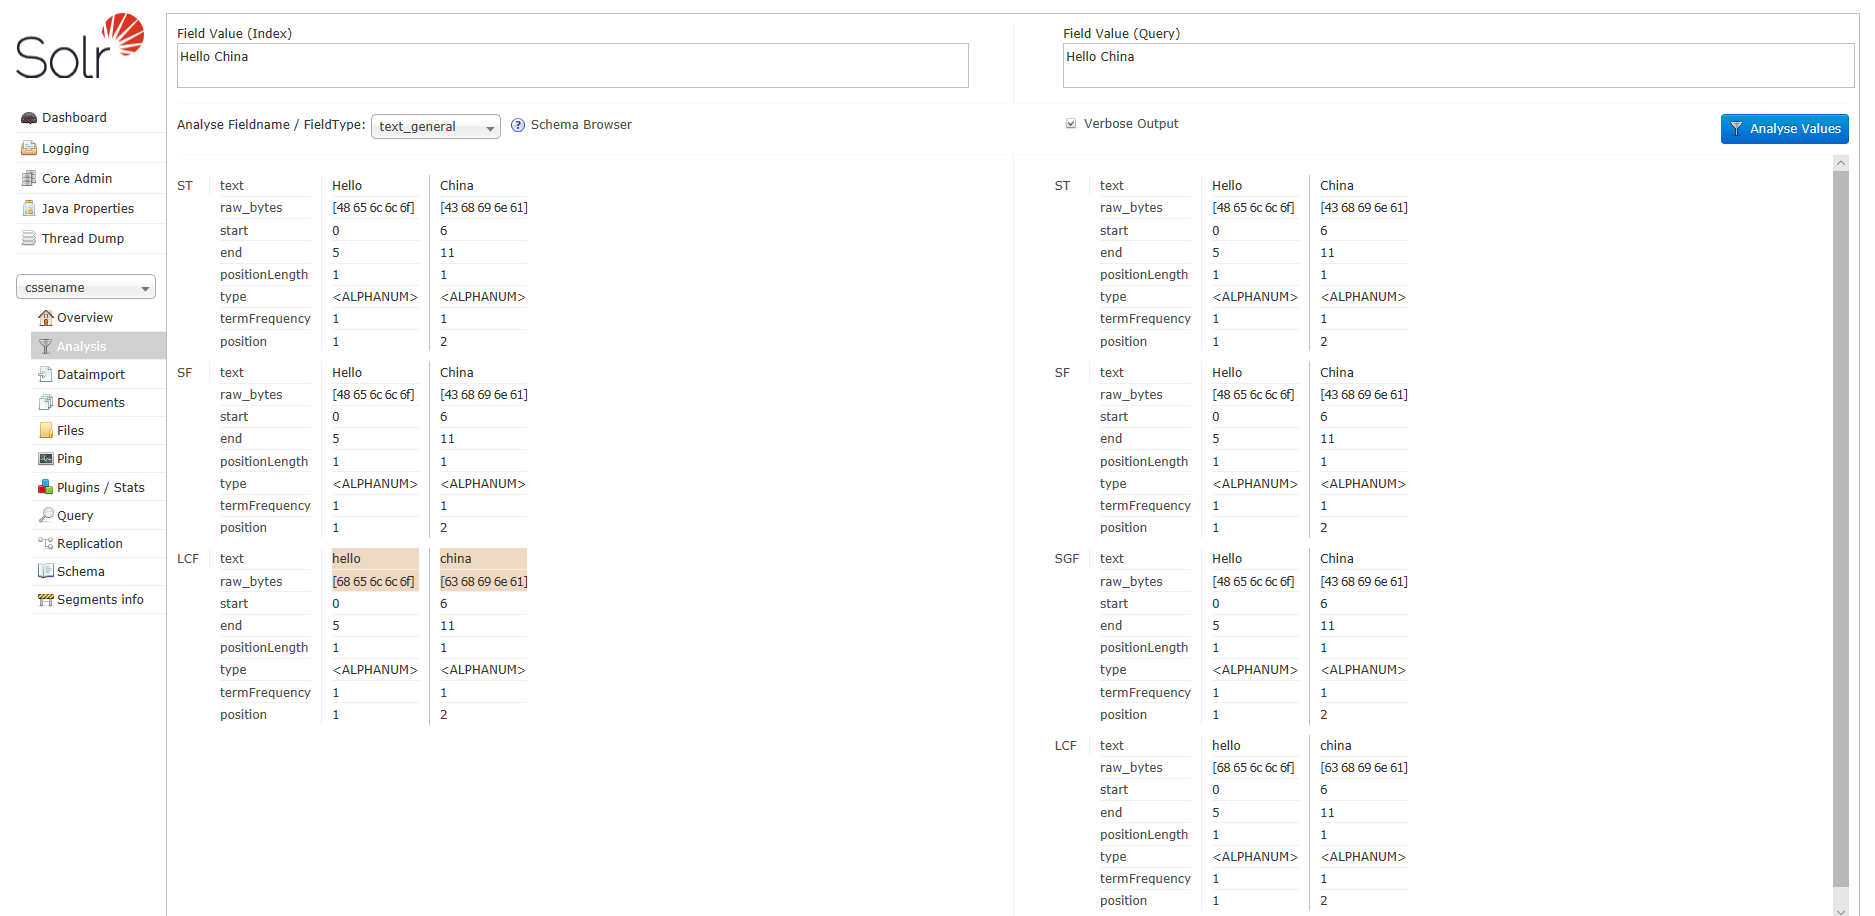 Solr
Dashboard
Logging
Core Admin
Java Properties
Thread Dump
cssename
Overview
Analysis
Dataimport
Documents
Files
Ping
Plugins / Stats
Query
Replication
Schema
Segments info
Field Value (Index)
Hello China
Field Value (Query)
Hello China
Analyse Fieldname / FieldType: text_general ? Schema Browser
Verbose Output
Analyse Values
ST text Hello China
raw_bytes [48 65 6c 6c 6f] [43 68 69 6e 61]
start 0 6
end 5 11
positionLength 1 1
type <ALPHANUM> <ALPHANUM>
termFrequency 1 1
position 1 2
SF text Hello China
raw_bytes [48 65 6c 6c 6f] [43 68 69 6e 61]
start 0 6
end 5 11
positionLength 1 1
type <ALPHANUM> <ALPHANUM>
termFrequency 1 1
position 1 2
LCF text hello china
raw_bytes [68 65 6c 6c 6f] [63 68 69 6e 61]
start 0 6
end 5 11
positionLength 1 1
type <ALPHANUM> <ALPHANUM>
termFrequency 1 1
position 1 2
ST text Hello China
raw_bytes [48 65 6c 6c 6f] [43 68 69 6e 61]
start 0 6
end 5 11
positionLength 1 1
type <ALPHANUM> <ALPHANUM>
termFrequency 1 1
position 1 2
SF text Hello China
raw_bytes [48 65 6c 6c 6f] [43 68 69 6e 61]
start 0 6
end 5 11
positionLength 1 1
type <ALPHANUM> <ALPHANUM>
termFrequency 1 1
position 1 2
SGF text Hello China
raw_bytes [48 65 6c 6c 6f] [43 68 69 6e 61]
start 0 6
end 5 11
positionLength 1 1
type <ALPHANUM> <ALPHANUM>
termFrequency 1 1
position 1 2
LCF text hello china
raw_bytes [68 65 6c 6c 6f] [63 68 69 6e 61]
start 0 6
end 5 11
positionLength 1 1
type <ALPHANUM> <ALPHANUM>
termFrequency 1 1
position 1 2